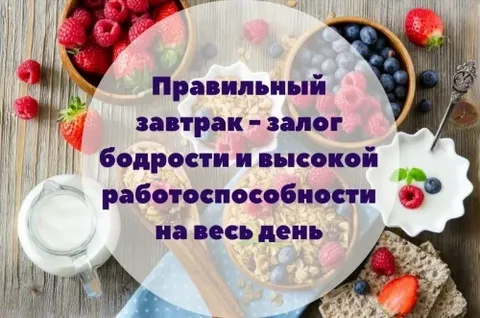 Правильный
завтрак - залог
бодрости и высокой
работоспособности
на весь день